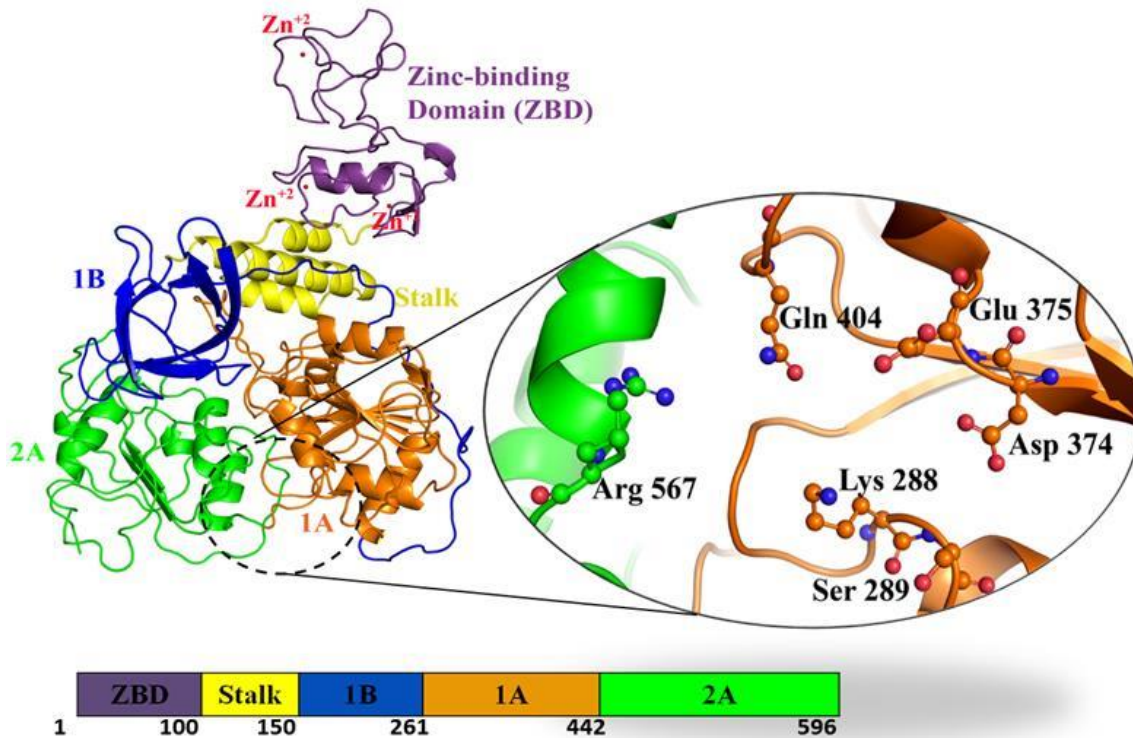 Zn+2
Zinc-binding
Domain (ZBD)
Zn+2
Zn+
1B
Stalk
2A
1A
Gln 404
Glu 375
Asp 374
Arg 567
Lys 288
Ser 289
ZBD Stalk 1B 1A 2A
1 100 150 261 442 596